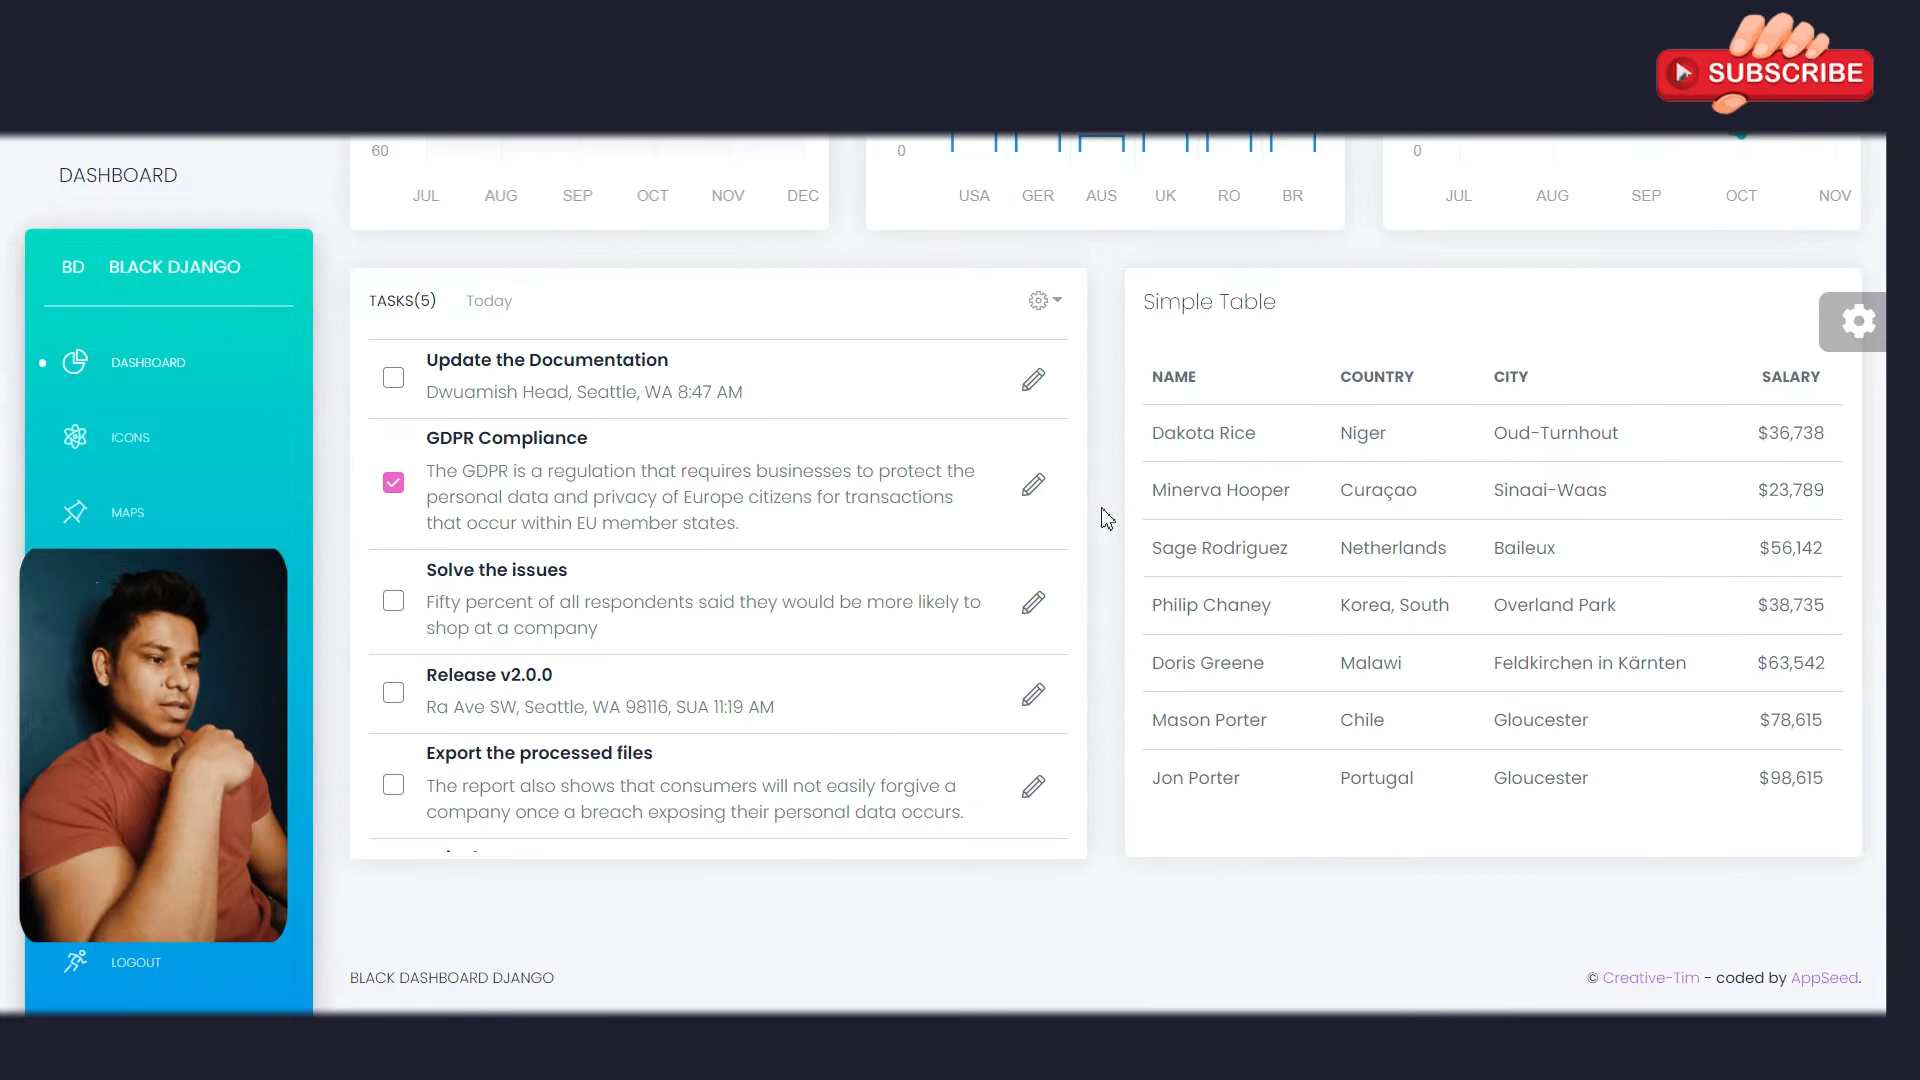 SUBSCRIBE
DASHBOARD
60
JUL AUG SEP OCT NOV DEC
0
USA GER AUS UK RO BR
0
JUL AUG SEP OCT NOV
BD BLACK DJANGO
DASHBOARD
ICONS
MAPS
LOGOUT
TASKS(5) Today
Update the Documentation
Dwuamish Head, Seattle, WA 8:47 AM
GDPR Compliance
The GDPR is a regulation that requires businesses to protect the
personal data and privacy of Europe citizens for transactions
that occur within EU member states.
Solve the issues
Fifty percent of all respondents said they would be more likely to
shop at a company
Release v2.0.0
Ra Ave SW, Seattle, WA 98116, SUA 11:19 AM
Export the processed files
The report also shows that consumers will not easily forgive a
company once a breach exposing their personal data occurs.
Simple Table
NAME COUNTRY CITY SALARY
Dakota Rice Niger Oud-Turnhout $36,738
Minerva Hooper Curaçao Sinaai-Waas $23,789
Sage Rodriguez Netherlands Baileux $56,142
Philip Chaney Korea, South Overland Park $38,735
Doris Greene Malawi Feldkirchen in Kärnten $63,542
Mason Porter Chile Gloucester $78,615
Jon Porter Portugal Gloucester $98,615
BLACK DASHBOARD DJANGO
© Creative-Tim - coded by AppSeed.